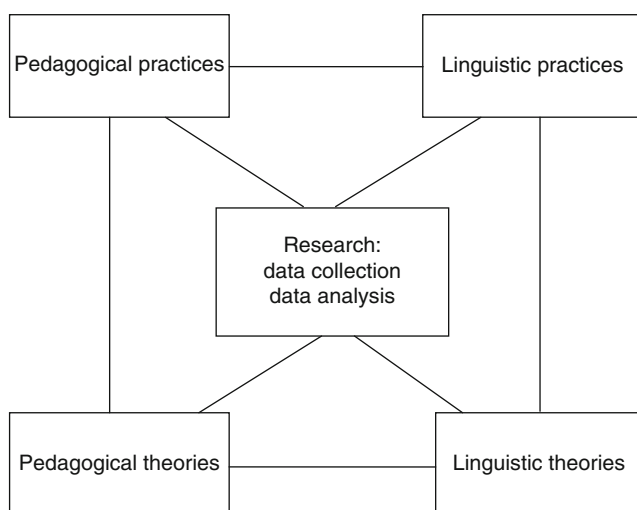 Pedagogical practices
Linguistic practices
Research:
data collection
data analysis
Pedagogical theories
Linguistic theories